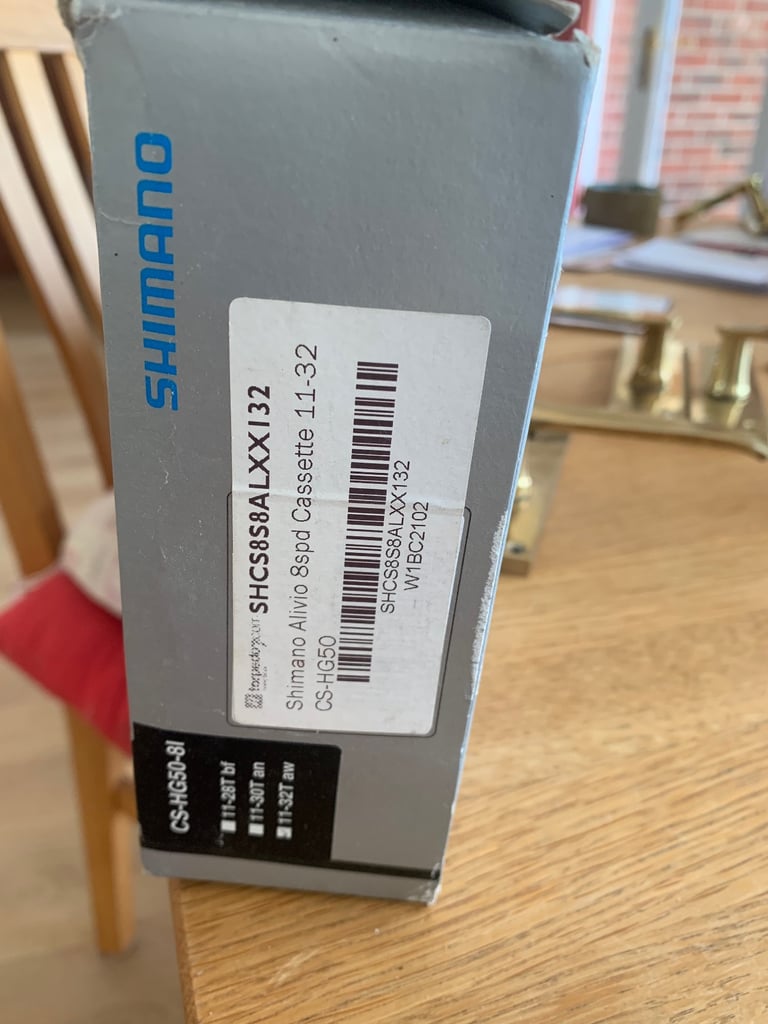 SHIMANO
SHCS8S8ALXX132
Shimano Alivio 8spd Cassette 11-32
CS-HG50
SHCS8S8ALXX132
W1BC2102
CS-HG50-8I
11-28T bf
11-30T an
11-32T aw